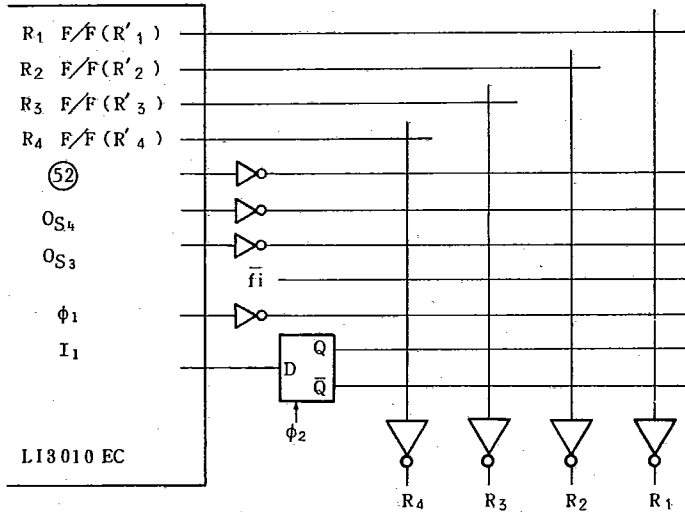 R1 F/F(R'1)
R2 F/F(R'2)
R3 F/F(R'3)
R4 F/F(R'4)
52
OS4
OS3
f̅i̅
ϕ1
I1
Q
D
Q̅
ϕ2
LI3010 EC
R4 R3 R2 R1